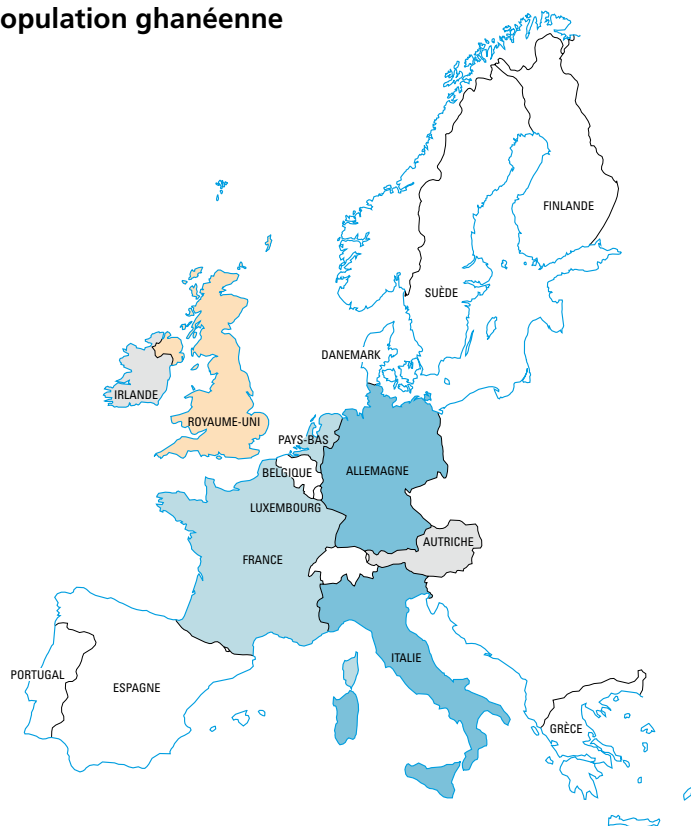 opulation ghanéenne
FINLANDE
SUÈDE
DANEMARK
IRLANDE
ROYAUME-UNI
PAYS-BAS
BELGIQUE
ALLEMAGNE
LUXEMBOURG
AUTRICHE
FRANCE
ITALIE
PORTUGAL
ESPAGNE
GRÈCE